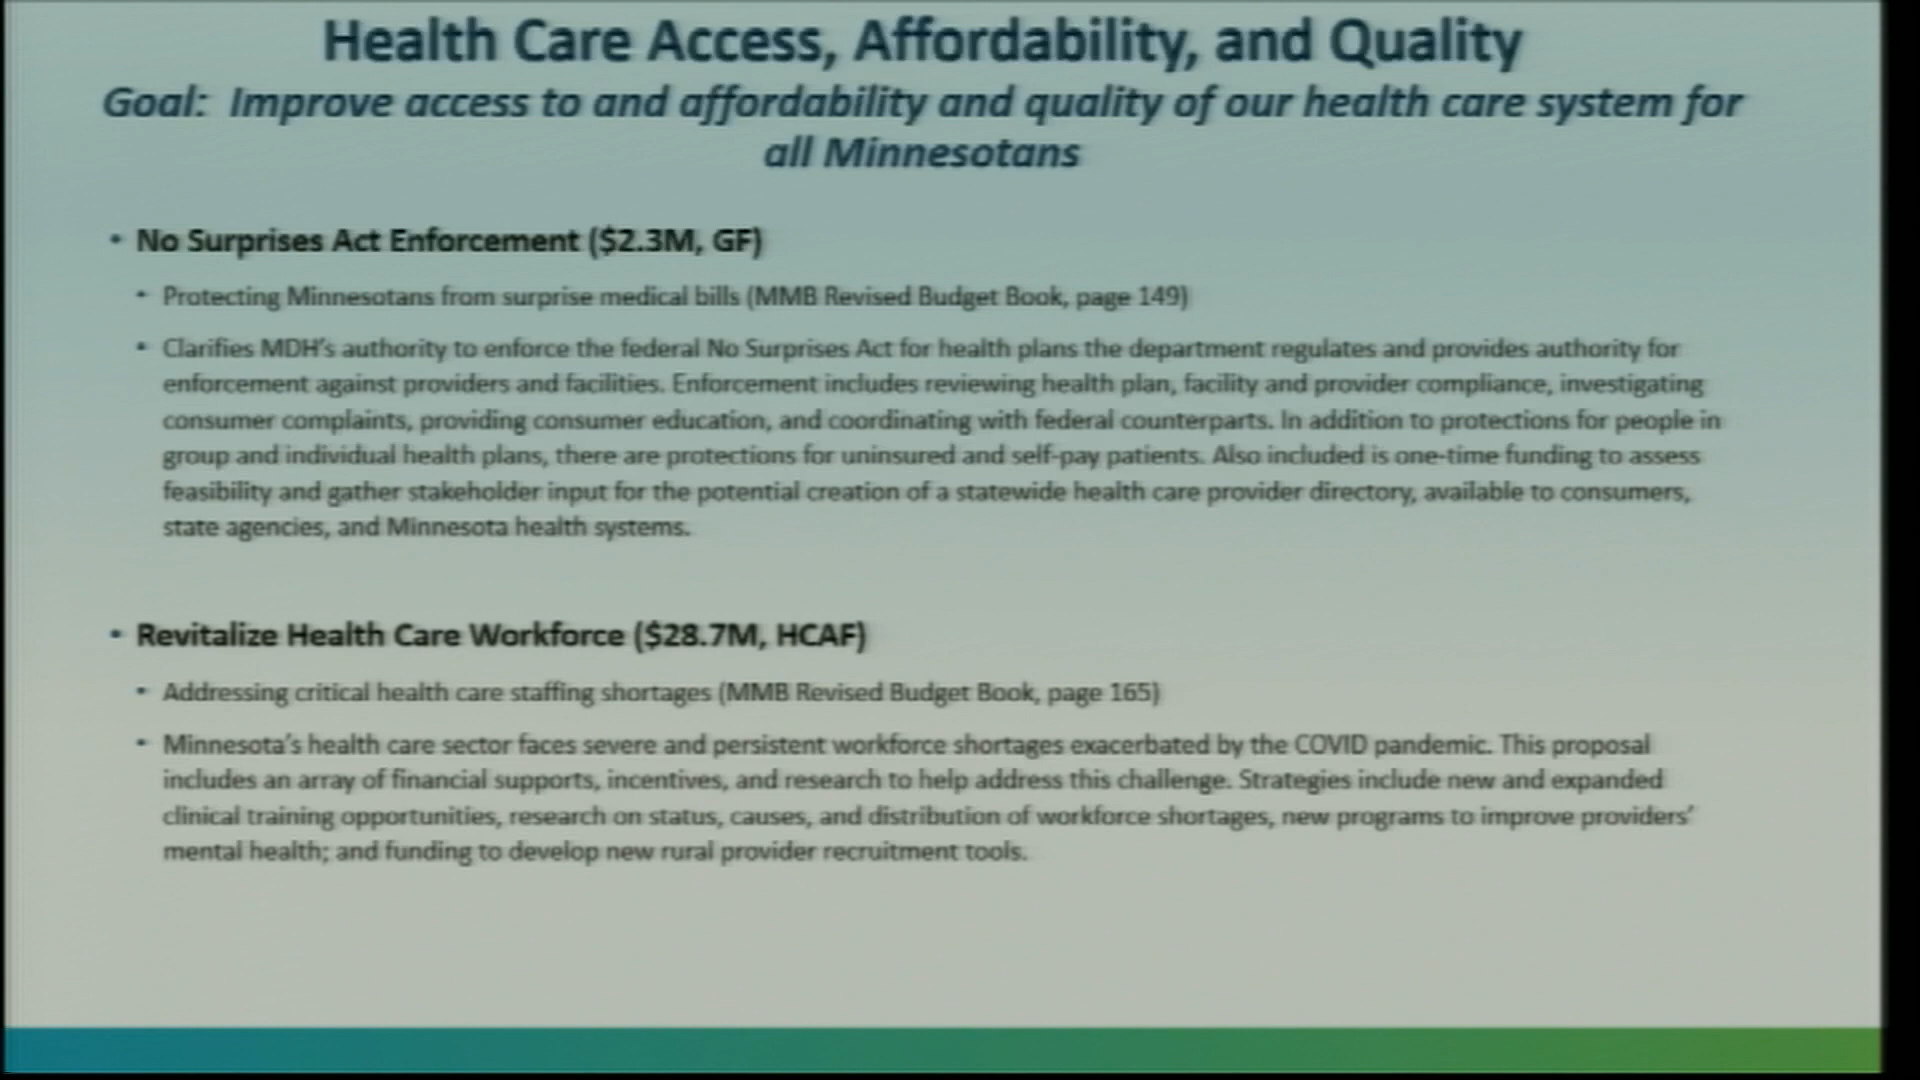 Health Care Access, Affordability, and Quality
Goal: Improve access to and affordability and quality of our health care system for
all Minnesotans
• No Surprises Act Enforcement ($2.3M, GF)
• Protecting Minnesotans from surprise medical bills (MMB Revised Budget Book, page 149)
• Clarifies MDH's authority to enforce the federal No Surprises Act for health plans the department regulates and provides authority for
enforcement against providers and facilities. Enforcement includes reviewing health plan, facility and provider compliance, investigating
consumer complaints, providing consumer education, and coordinating with federal counterparts. In addition to protections for people in
group and individual health plans, there are protections for uninsured and self-pay patients. Also included is one-time funding to assess
feasibility and gather stakeholder input for the potential creation of a statewide health care provider directory, available to consumers,
state agencies, and Minnesota health systems.
• Revitalize Health Care Workforce ($28.7M, HCAF)
• Addressing critical health care staffing shortages (MMB Revised Budget Book, page 165)
• Minnesota's health care sector faces severe and persistent workforce shortages exacerbated by the COVID pandemic. This proposal
includes an array of financial supports, incentives, and research to help address this challenge. Strategies include new and expanded
clinical training opportunities, research on status, causes, and distribution of workforce shortages, new programs to improve providers'
mental health; and funding to develop new rural provider recruitment tools.